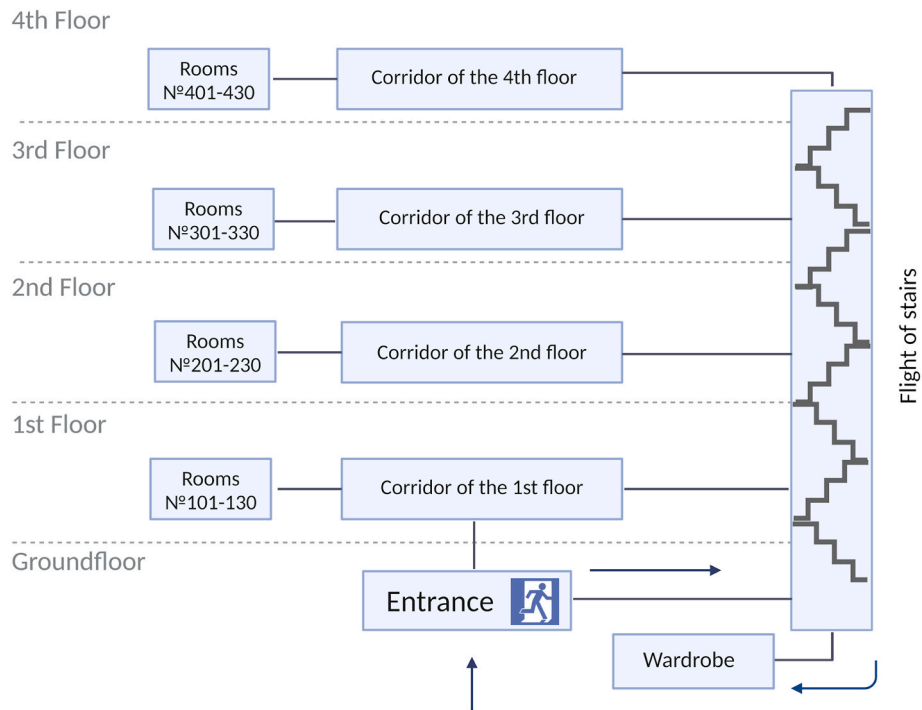 4th Floor
Rooms
№401-430
Corridor of the 4th floor
3rd Floor
Rooms
№301-330
Corridor of the 3rd floor
2nd Floor
Rooms
№201-230
Corridor of the 2nd floor
Flight of stairs
1st Floor
Rooms
№101-130
Corridor of the 1st floor
Groundfloor
Entrance
Wardrobe